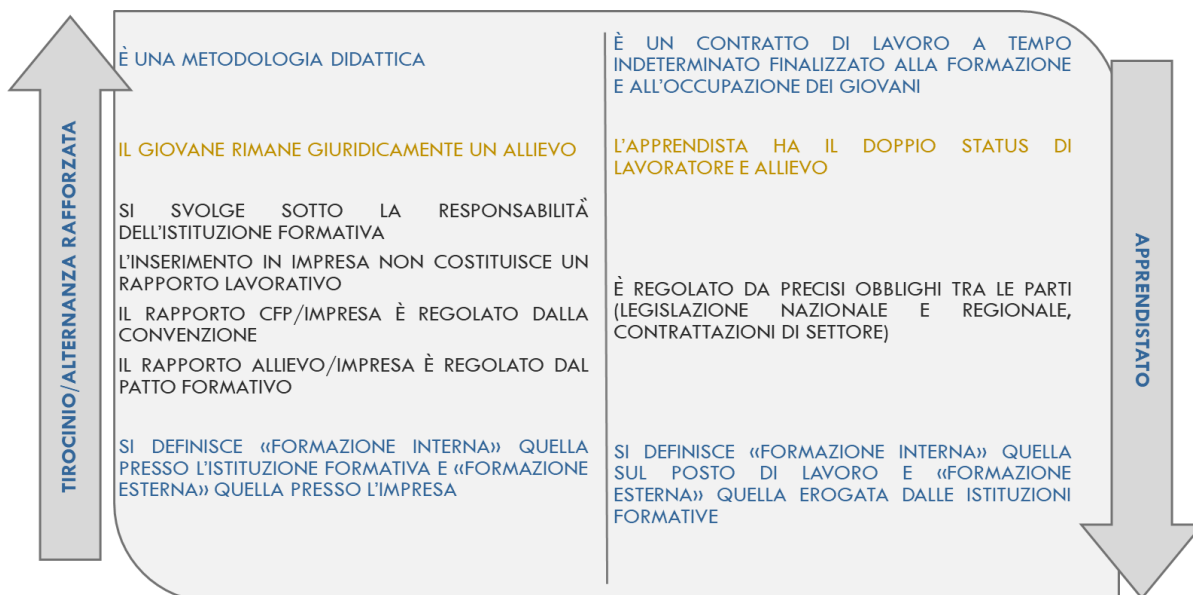 TIROCINIO/ALTERNANZA RAFFORZATA
È UNA METODOLOGIA DIDATTICA
IL GIOVANE RIMANE GIURIDICAMENTE UN ALLIEVO
SI SVOLGE SOTTO LA RESPONSABILITÀ
DELL'ISTITUZIONE FORMATIVA
L'INSERIMENTO IN IMPRESA NON COSTITUISCE UN
RAPPORTO LAVORATIVO
IL RAPPORTO CFP/IMPRESA È REGOLATO DALLA
CONVENZIONE
IL RAPPORTO ALLIEVO/IMPRESA È REGOLATO DAL
PATTO FORMATIVO
SI DEFINISCE «FORMAZIONE INTERNA» QUELLA
PRESSO L'ISTITUZIONE FORMATIVA E «FORMAZIONE
ESTERNA» QUELLA PRESSO L'IMPRESA
È UN CONTRATTO DI LAVORO A TEMPO
INDETERMINATO FINALIZZATO ALLA FORMAZIONE
E ALL'OCCUPAZIONE DEI GIOVANI
L'APPRENDISTA HA IL DOPPIO STATUS DI
LAVORATORE E ALLIEVO
È REGOLATO DA PRECISI OBBLIGHI TRA LE PARTI
(LEGISLAZIONE NAZIONALE E REGIONALE,
CONTRATTAZIONI DI SETTORE)
SI DEFINISCE «FORMAZIONE INTERNA» QUELLA
SUL POSTO DI LAVORO E «FORMAZIONE
ESTERNA» QUELLA EROGATA DALLE ISTITUZIONI
FORMATIVE
APPRENDISTATO